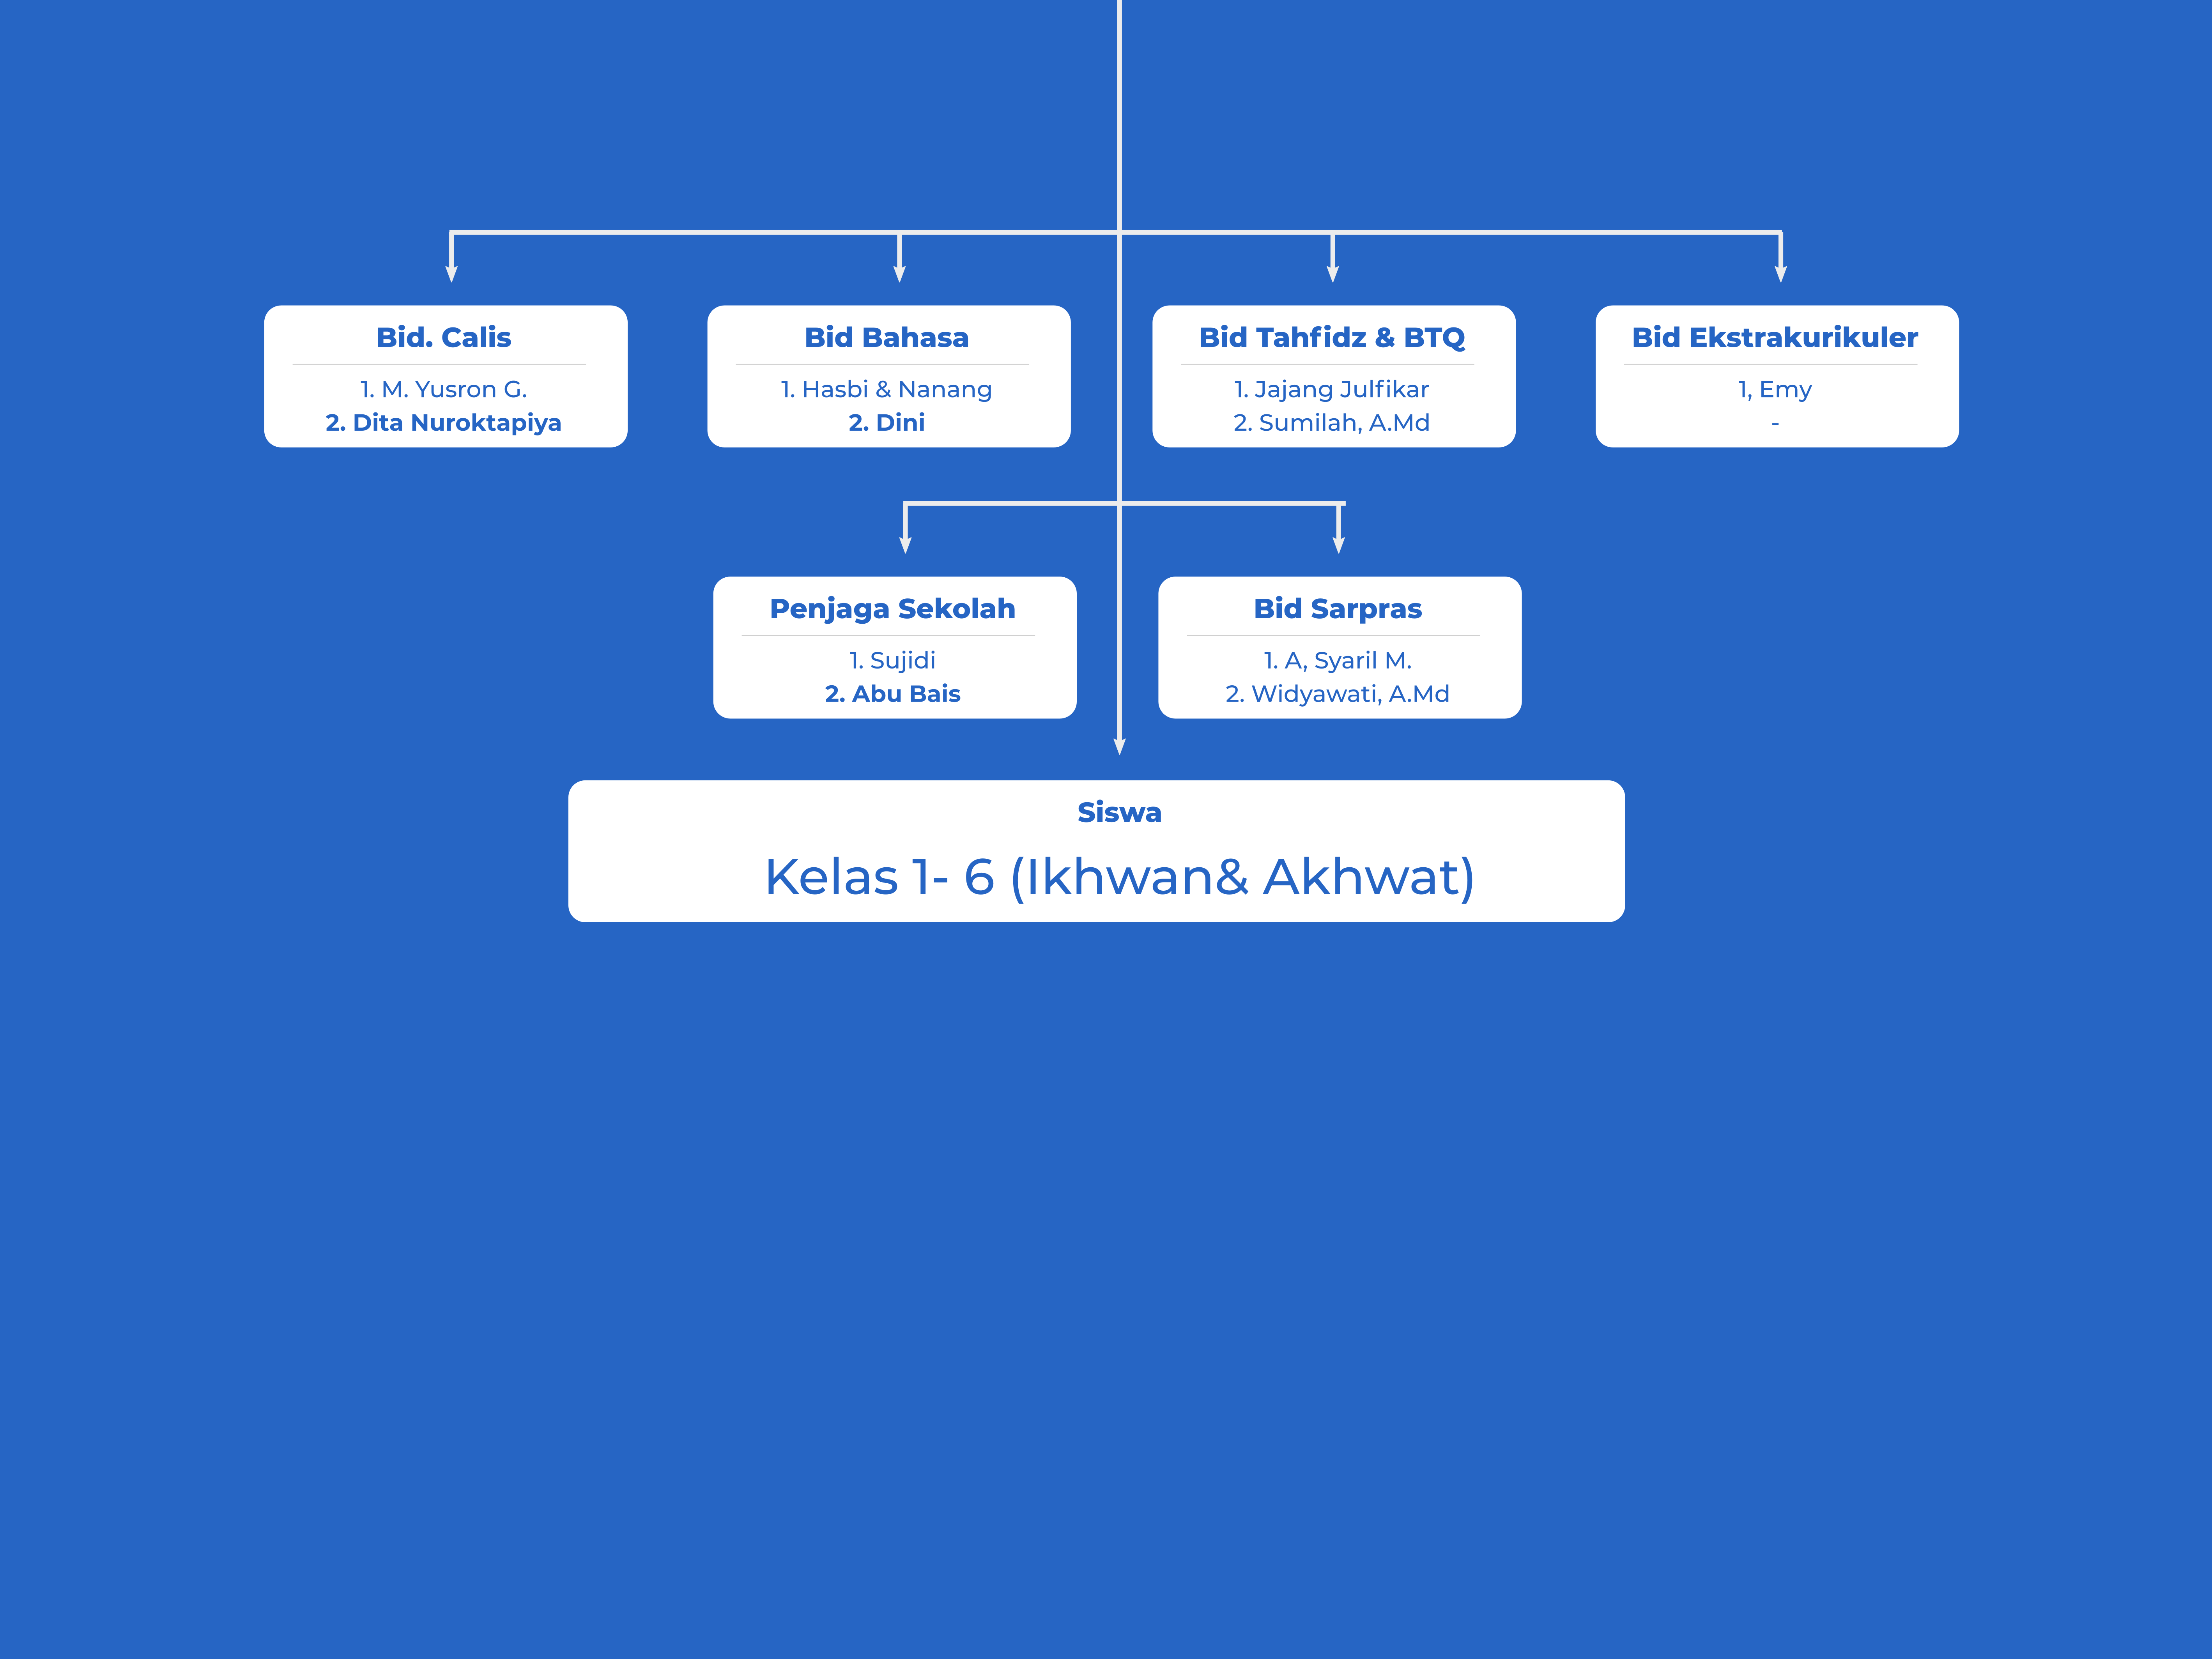 Bid. Calis
1. M. Yusron G.
2. Dita Nuroktapiya
Bid Bahasa
1. Hasbi & Nanang
2. Dini
Bid Tahfidz & BTQ
1. Jajang Julfikar
2. Sumilah, A.Md
Bid Ekstrakurikuler
1, Emy
-
Penjaga Sekolah
1. Sujidi
2. Abu Bais
Bid Sarpras
1. A, Syaril M.
2. Widyawati, A.Md
Siswa
Kelas 1- 6 (Ikhwan& Akhwat)